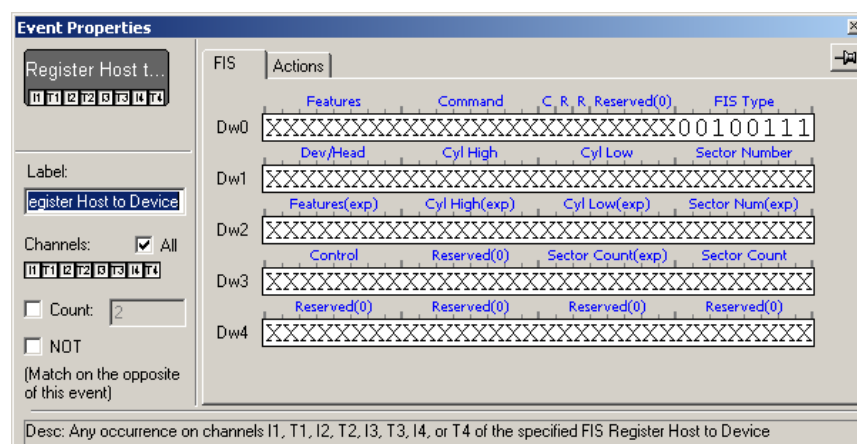 Event Properties
Register Host t...
I1 T1 I2 T2 I3 T3 I4 T4
Label:
egister Host to Device
Channels:
All
I1 T1 I2 T2 I3 T3 I4 T4
Count:
2
NOT
(Match on the opposite
of this event)
FIS
Actions
Features Command C R R Reserved(0) FIS Type
Dw0 XXXXXXXXXXXXXXXXXXXXXXXX00100111
Dev/Head Cyl High Cyl Low Sector Number
Dw1 XXXXXXXXXXXXXXXXXXXXXXXXXXXXXXXX
Features(exp) Cyl High(exp) Cyl Low(exp) Sector Num(exp)
Dw2 XXXXXXXXXXXXXXXXXXXXXXXXXXXXXXXX
Control Reserved(0) Sector Count(exp) Sector Count
Dw3 XXXXXXXXXXXXXXXXXXXXXXXXXXXXXXXX
Reserved(0) Reserved(0) Reserved(0) Reserved(0)
Dw4 XXXXXXXXXXXXXXXXXXXXXXXXXXXXXXXX
Desc: Any occurrence on channels I1, T1, I2, T2, I3, T3, I4, or T4 of the specified FIS Register Host to Device